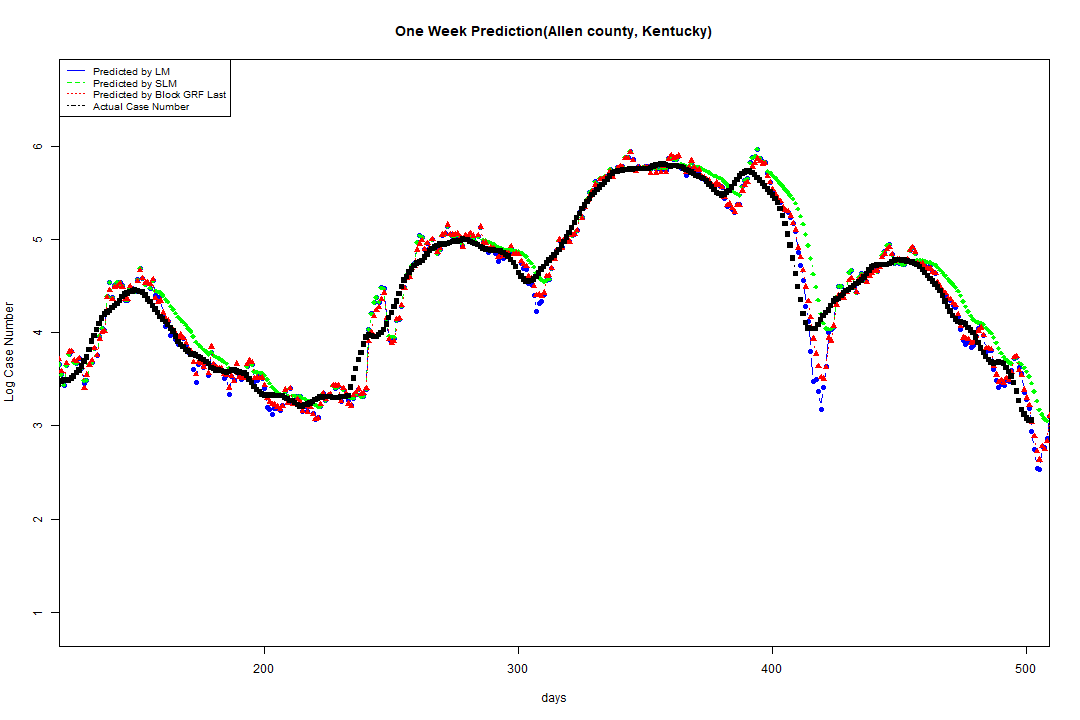 One Week Prediction(Allen county, Kentucky)
Predicted by LM
Predicted by SLM
Predicted by Block GRF Last
Actual Case Number
6
5
4
3
2
1
Log Case Number
200 300 400 500
days